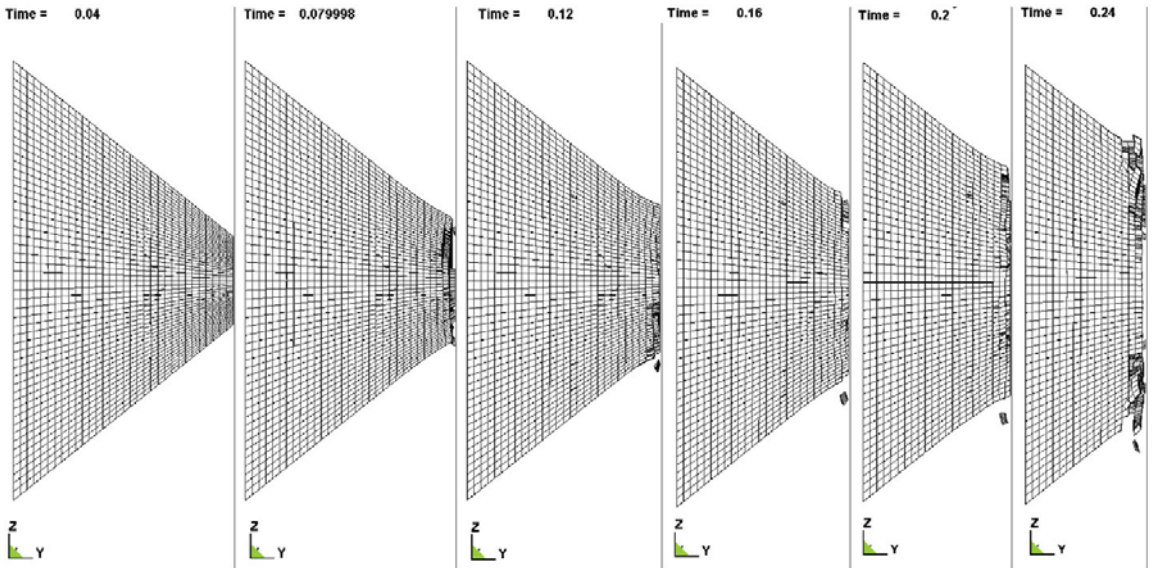 Time = 0.04
Time = 0.079998
Time = 0.12
Time = 0.16
Time = 0.2
Time = 0.24
Z
Y
Z
Y
Z
Y
Z
Y
Z
Y
Z
Y